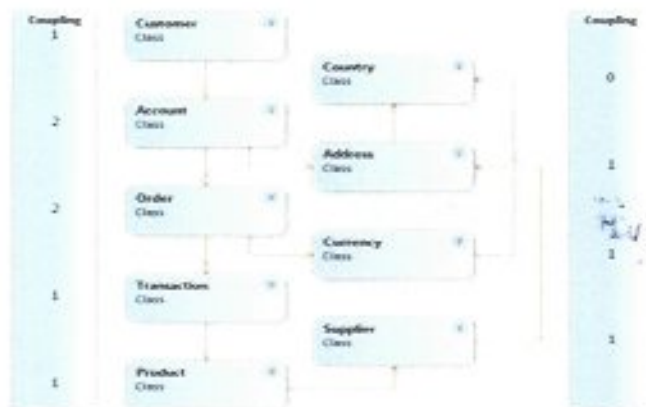 Coupling
1
2
2
1
1
Customer
Class
Account
Class
Order
Class
Transaction
Class
Product
Class
Country
Class
Address
Class
Currency
Class
Supplier
Class
Coupling
0
1
1
1